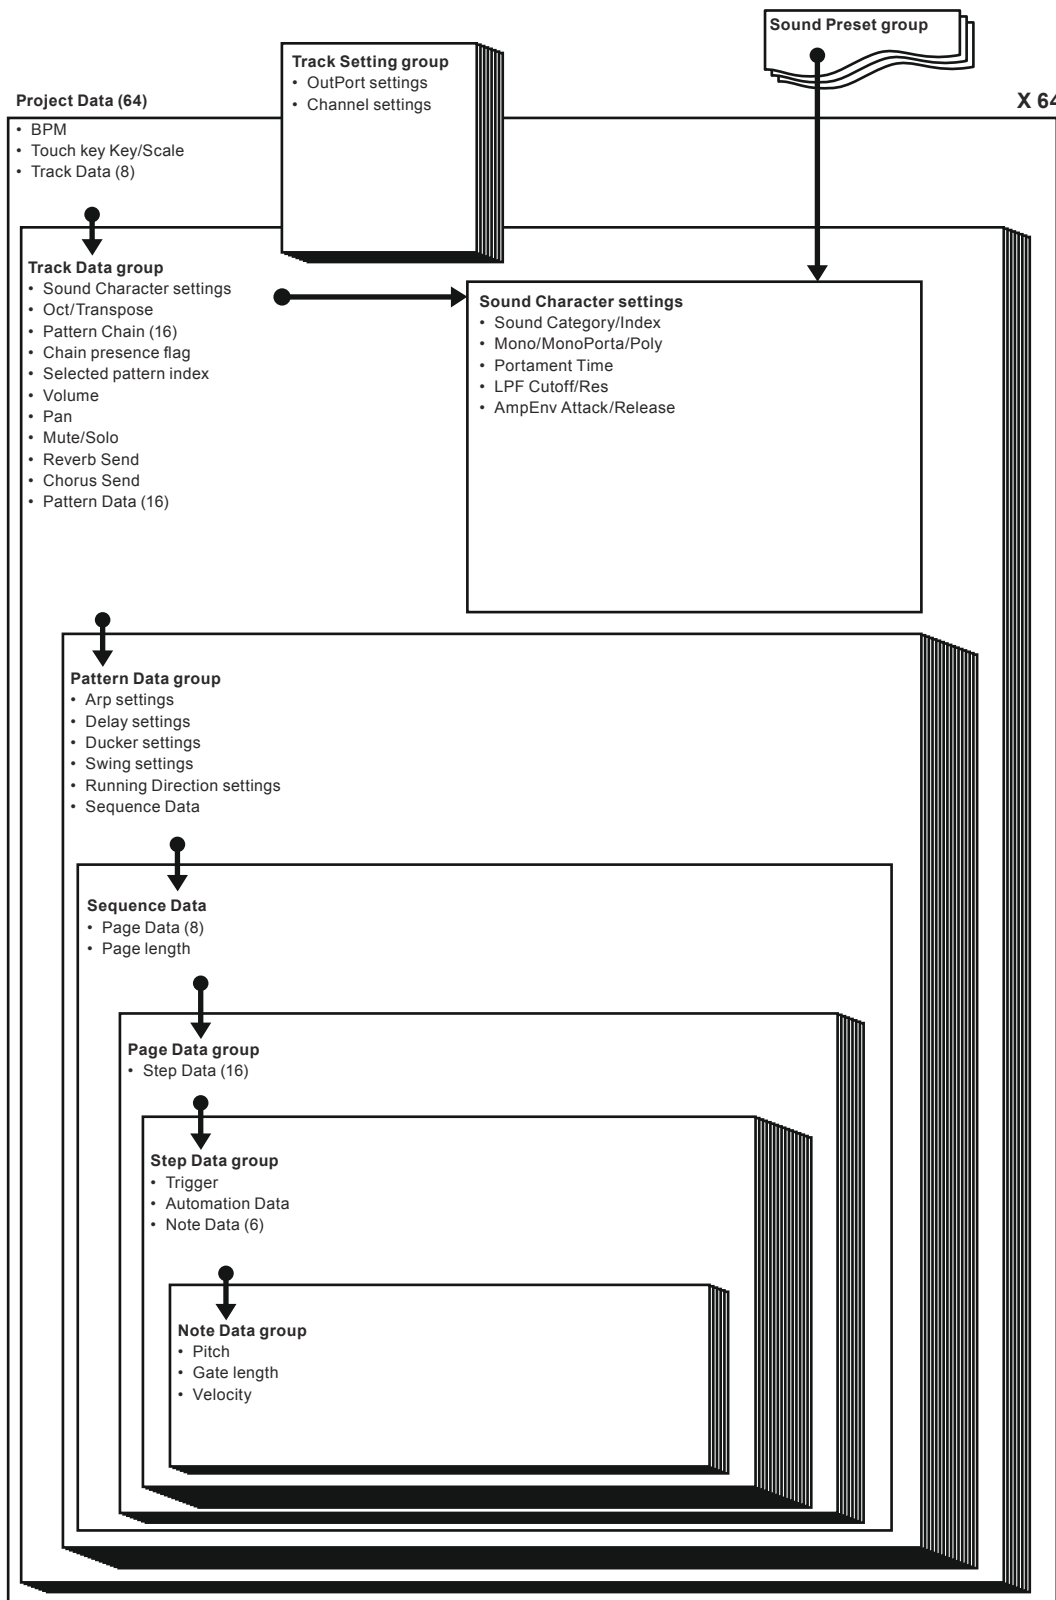 Sound Preset group
Track Setting group
• OutPort settings
• Channel settings
Project Data (64)
X 64
• BPM
• Touch key Key/Scale
• Track Data (8)
Track Data group
• Sound Character settings
• Oct/Transpose
• Pattern Chain (16)
• Chain presence flag
• Selected pattern index
• Volume
• Pan
• Mute/Solo
• Reverb Send
• Chorus Send
• Pattern Data (16)
Sound Character settings
• Sound Category/Index
• Mono/MonoPorta/Poly
• Portament Time
• LPF Cutoff/Res
• AmpEnv Attack/Release
Pattern Data group
• Arp settings
• Delay settings
• Ducker settings
• Swing settings
• Running Direction settings
• Sequence Data
Sequence Data
• Page Data (8)
• Page length
Page Data group
• Step Data (16)
Step Data group
• Trigger
• Automation Data
• Note Data (6)
Note Data group
• Pitch
• Gate length
• Velocity